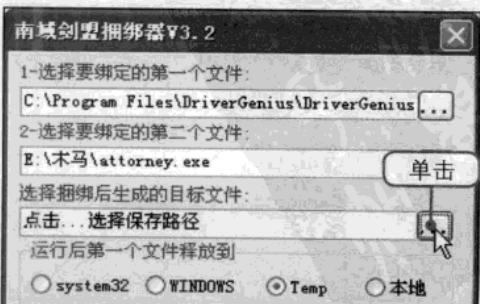 南域剑盟捆绑器V3.2
1-选择要绑定的第一个文件:
C:\Program Files\DriverGenius\DriverGenius ...
2-选择要绑定的第二个文件:
E:\木马\attorney.exe
单击
选择捆绑后生成的目标文件:
点击...选择保存路径
运行后第一个文件释放到
system32 WINDOWS Temp 本地